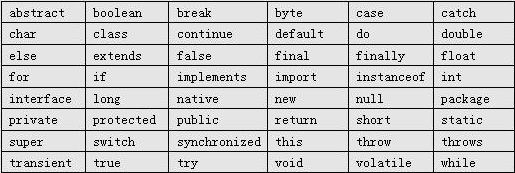 abstract boolean break byte case catch
char class continue default do double
else extends false final finally float
for if implements import instanceof int
interface long native new null package
private protected public return short static
super switch synchronized this throw throws
transient true try void volatile while